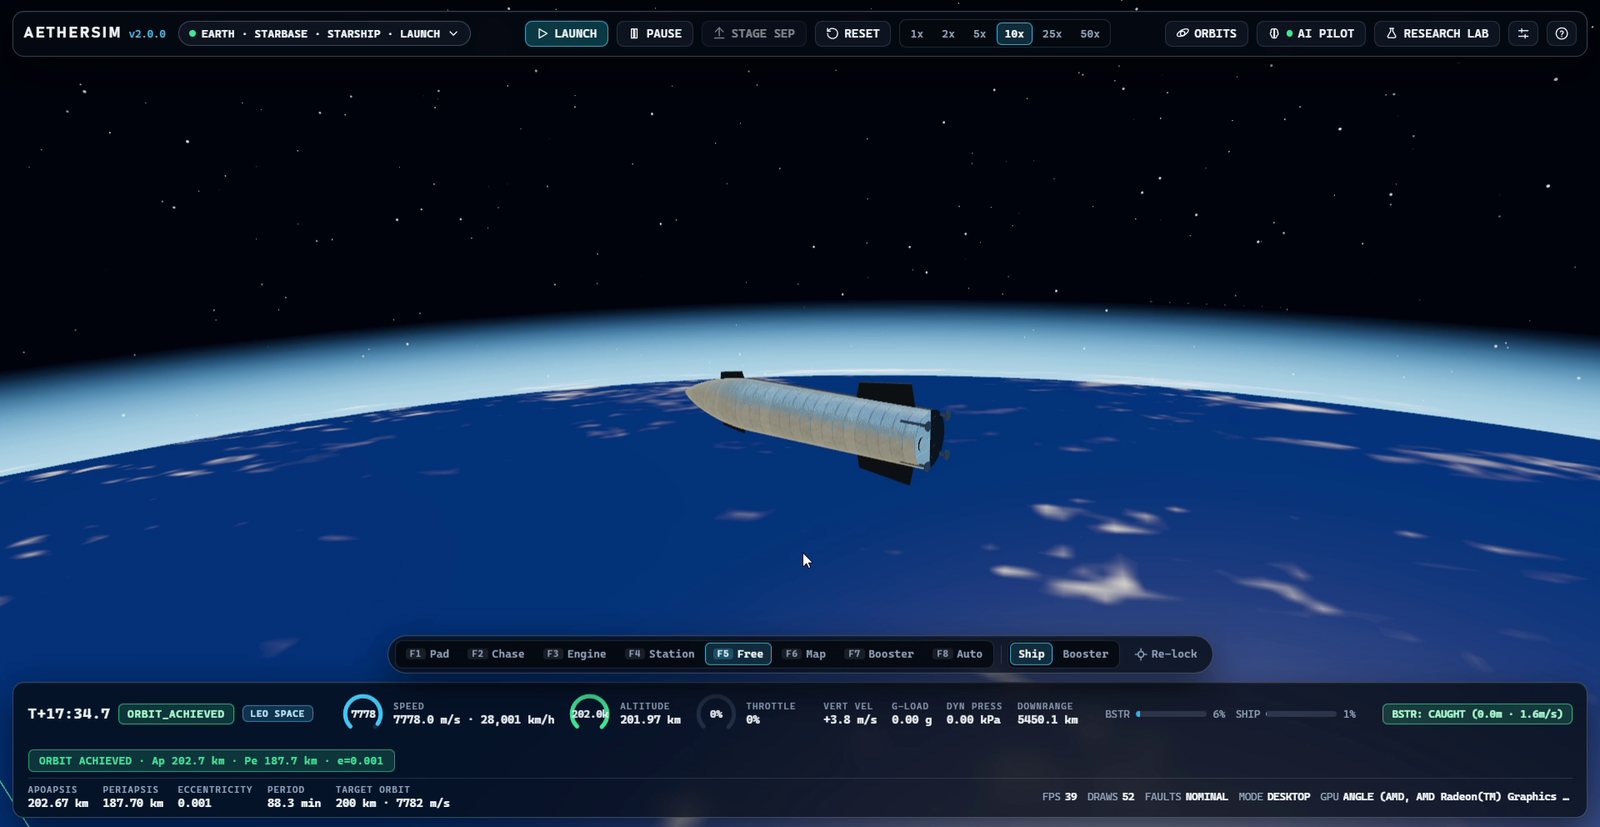 AETHERSIM v2.0.0 EARTH · STARBASE · STARSHIP · LAUNCH LAUNCH PAUSE STAGE SEP RESET 1x 2x 5x 10x 25x 50x ORBITS AI PILOT RESEARCH LAB
F1 Pad F2 Chase F3 Engine F4 Station F5 Free F6 Map F7 Booster F8 Auto Ship Booster Re-lock
T+17:34.7 ORBIT_ACHIEVED LEO SPACE
7778 SPEED 7778.0 m/s · 28,001 km/h
202.0k ALTITUDE 201.97 km
0% THROTTLE 0%
VERT VEL +3.8 m/s
G-LOAD 0.00 g
DYN PRESS 0.00 kPa
DOWNRANGE 5450.1 km
BSTR 6% SHIP 1%
BSTR: CAUGHT (0.0m · 1.6m/s)
ORBIT ACHIEVED · Ap 202.7 km · Pe 187.7 km · e=0.001
APOAPSIS PERIAPSIS ECCENTRICITY PERIOD TARGET ORBIT
202.67 km 187.70 km 0.001 88.3 min 200 km · 7782 m/s
FPS 39 DRAWS 52 FAULTS NOMINAL MODE DESKTOP GPU ANGLE (AMD, AMD Radeon(TM) Graphics …